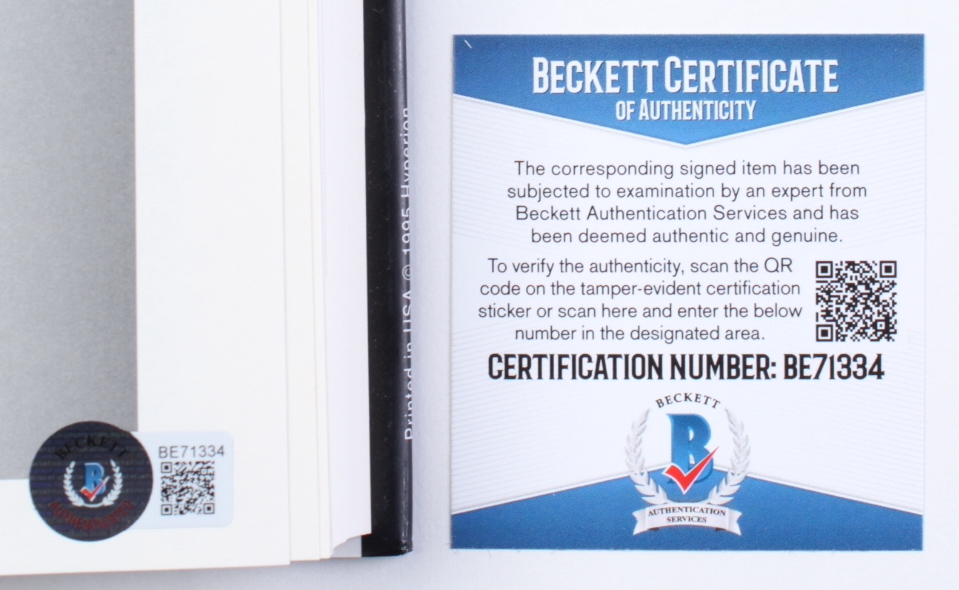 Printed in USA © 1995 Hyperion
BECKETT
AUTHENTICATION
BE71334
BECKETT CERTIFICATE
OF AUTHENTICITY
The corresponding signed item has been
subjected to examination by an expert from
Beckett Authentication Services and has
been deemed authentic and genuine.
To verify the authenticity, scan the QR
code on the tamper-evident certification
sticker or scan here and enter the below
number in the designated area.
CERTIFICATION NUMBER: BE71334
BECKETT
B
AUTHENTICATION
SERVICES